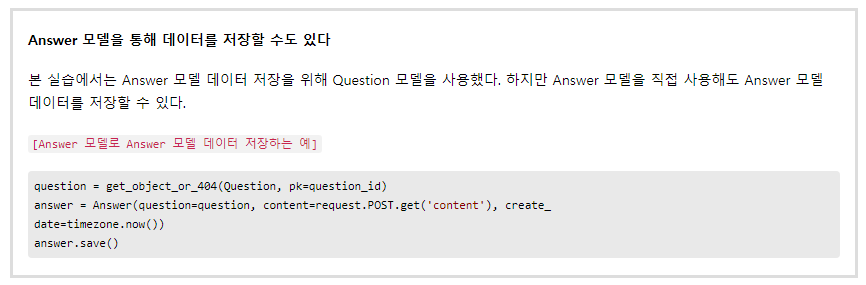 Answer 모델을 통해 데이터를 저장할 수도 있다
본 실습에서는 Answer 모델 데이터 저장을 위해 Question 모델을 사용했다. 하지만 Answer 모델을 직접 사용해도 Answer 모델
데이터를 저장할 수 있다.
[Answer 모델로 Answer 모델 데이터 저장하는 예]
question = get_object_or_404(Question, pk=question_id)
answer = Answer(question=question, content=request.POST.get('content'), create_
date=timezone.now())
answer.save()